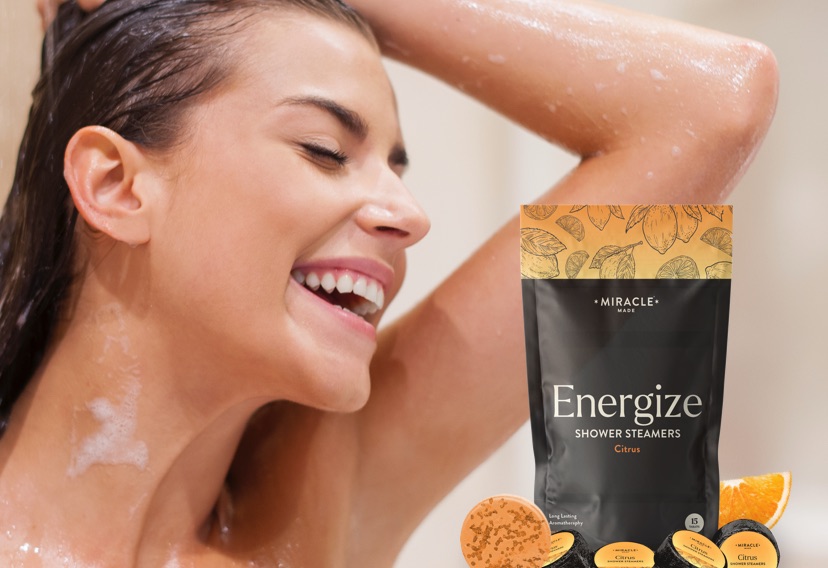 *MIRACLE*
MADE
Energize
SHOWER STEAMERS
Citrus
Long Lasting
Aromatherapy
15
*MIRACLE*
Citrus
SHOWER STEAMERS